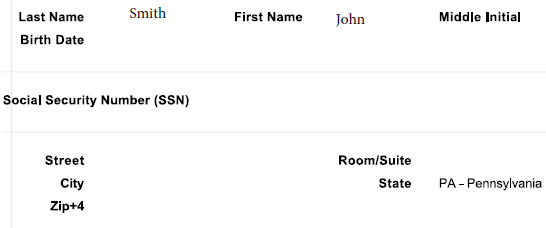 Last Name Smith First Name John Middle Initial
Birth Date
Social Security Number (SSN)
Street Room/Suite
City State PA – Pennsylvania
Zip+4